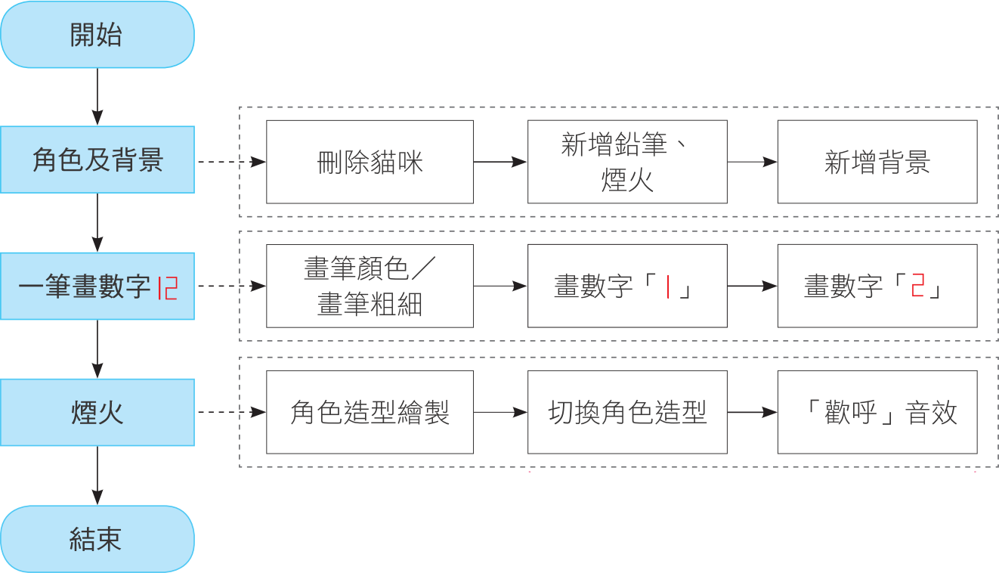 開始
角色及背景
刪除貓咪
新增鉛筆、
煙火
新增背景
一筆畫數字12
畫筆顏色／
畫筆粗細
畫數字「1」
畫數字「2」
煙火
角色造型繪製
切換角色造型
「歡呼」音效
結束